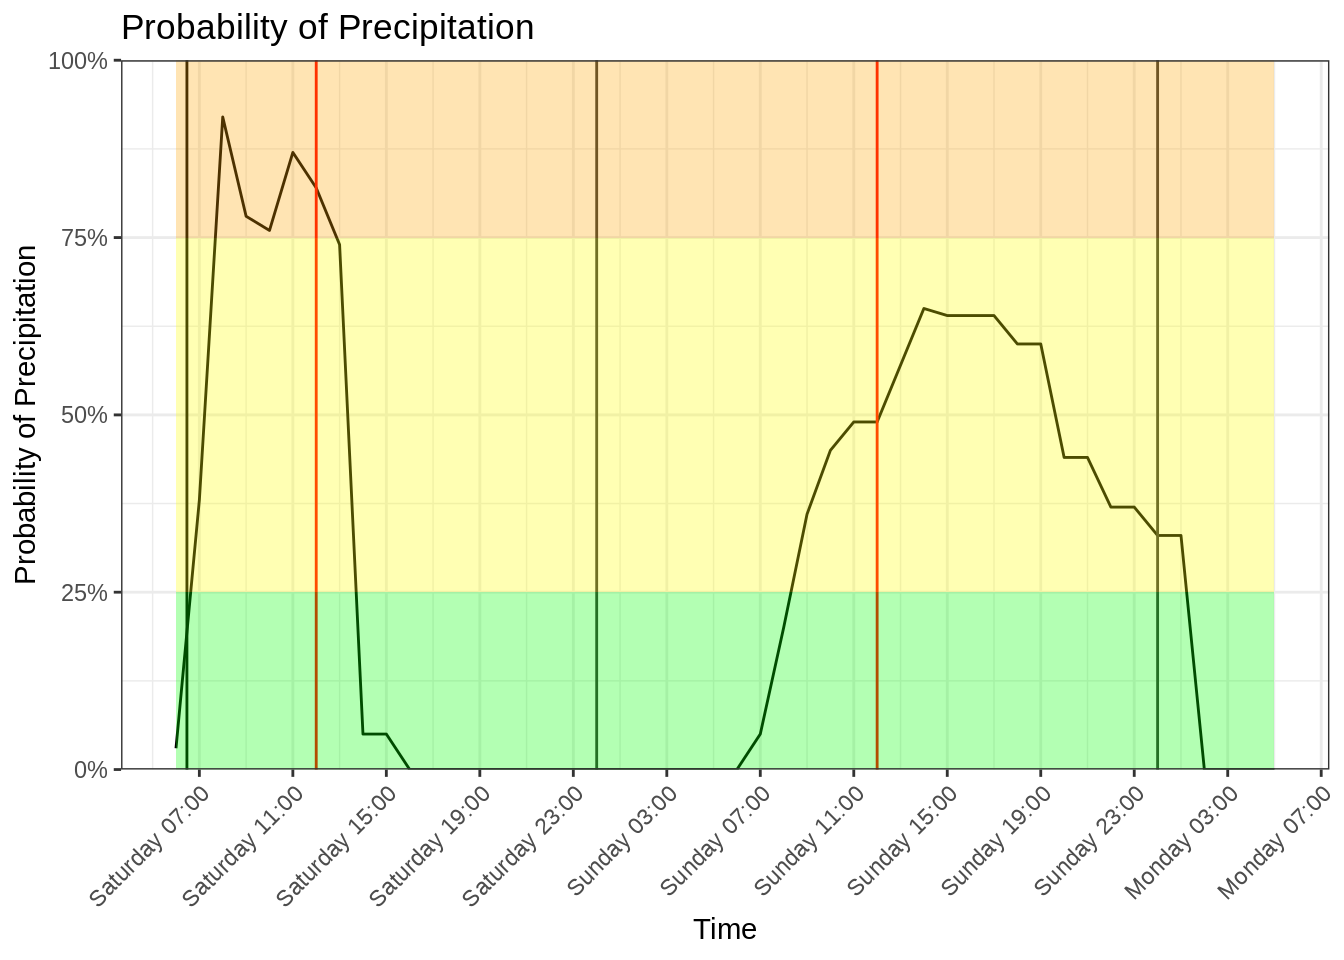 Probability of Precipitation
Probability of Precipitation
100%
75%
50%
25%
0%
Saturday 07:00
Saturday 11:00
Saturday 15:00
Saturday 19:00
Saturday 23:00
Sunday 03:00
Sunday 07:00
Sunday 11:00
Sunday 15:00
Sunday 19:00
Sunday 23:00
Monday 03:00
Monday 07:00
Time